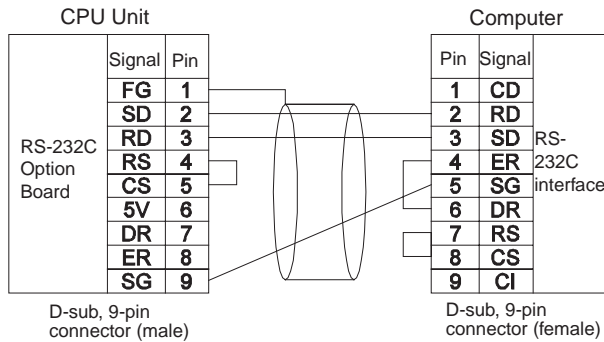 CPU Unit
Computer
Signal Pin
Pin Signal
FG 1
1 CD
SD 2
2 RD
RD 3
3 SD
RS 4
4 ER
CS 5
5 SG
5V 6
6 DR
DR 7
7 RS
ER 8
8 CS
SG 9
9 CI
RS-232C
Option
Board
RS-
232C
interface
D-sub, 9-pin
connector (male)
D-sub, 9-pin
connector (female)